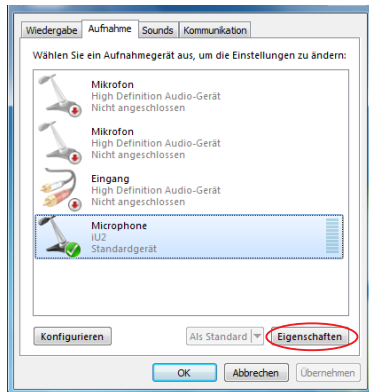 Wiedergabe Aufnahme Sounds Kommunikation
Wählen Sie ein Aufnahmegerät aus, um die Einstellungen zu ändern:
Mikrofon
High Definition Audio-Gerät
Nicht angeschlossen
Mikrofon
High Definition Audio-Gerät
Nicht angeschlossen
Eingang
High Definition Audio-Gerät
Nicht angeschlossen
Microphone
iU2
Standardgerät
Konfigurieren Als Standard Eigenschaften
OK Abbrechen Übernehmen